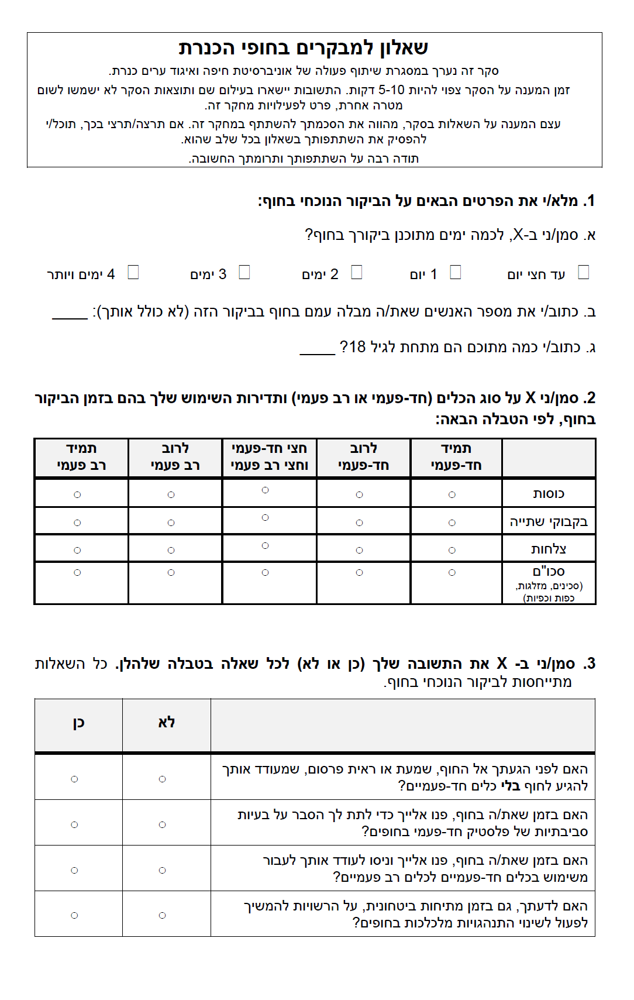 שאלון למבקרים בחופי הכנרת
סקר זה נערך במסגרת שיתוף פעולה של אוניברסיטת חיפה ואיגוד ערים כנרת.
זמן המענה על הסקר צפוי להיות 5-10 דקות. התשובות יישארו בעילום שם ותוצאות הסקר לא ישמשו לשום
מטרה אחרת, פרט לפעילויות מחקר זה.
עצם המענה על השאלות בסקר, מהווה את הסכמתך להשתתף במחקר זה. אם תרצה/תרצי בכך, תוכל/י
להפסיק את השתתפותך בשאלון בכל שלב שהוא.
תודה רבה על השתתפותך ותרומתך החשובה.
1. מלא/י את הפרטים הבאים על הביקור הנוכחי בחוף:
א. סמן/ני ב-X, לכמה ימים מתוכנן ביקורך בחוף?
☐ עד חצי יום ☐ 1 יום ☐ 2 ימים ☐ 3 ימים ☐ 4 ימים ויותר
ב. כתוב/י את מספר האנשים שאת/ה מבלה עמם בחוף בביקור הזה (לא כולל אותך): ____
ג. כתוב/י כמה מתוכם הם מתחת לגיל 18? ____
2. סמן/ני X על סוג הכלים (חד-פעמי או רב פעמי) ותדירות השימוש שלך בהם בזמן הביקור
בחוף, לפי הטבלה הבאה:
תמיד לרוב חצי חד-פעמי לרוב תמיד
חד-פעמי חד-פעמי וחצי רב פעמי רב פעמי רב פעמי
כוסות ○ ○ ○ ○ ○
בקבוקי שתייה ○ ○ ○ ○ ○
צלחות ○ ○ ○ ○ ○
סכו"ם ○ ○ ○ ○ ○
(סכינים, מזלגות,
כפות וכפיות)
3. סמן/ני ב- X את התשובה שלך (כן או לא) לכל שאלה בטבלה שלהלן. כל השאלות
מתייחסות לביקור הנוכחי בחוף.
לא כן
האם לפני הגעתך אל החוף, שמעת או ראית פרסום, שמעודד אותך
להגיע לחוף בלי כלים חד-פעמיים? ○ ○
האם בזמן שאת/ה בחוף, פנו אלייך כדי לתת לך הסבר על בעיות
סביבתיות של פלסטיק חד-פעמי בחופים? ○ ○
האם בזמן שאת/ה בחוף, פנו אלייך וניסו לעודד אותך לעבור
משימוש בכלים חד-פעמיים לכלים רב פעמיים? ○ ○
האם לדעתך, גם בזמן מתיחות ביטחונית, על הרשויות להמשיך
לפעול לשינוי התנהגויות מלכלכות בחופים? ○ ○